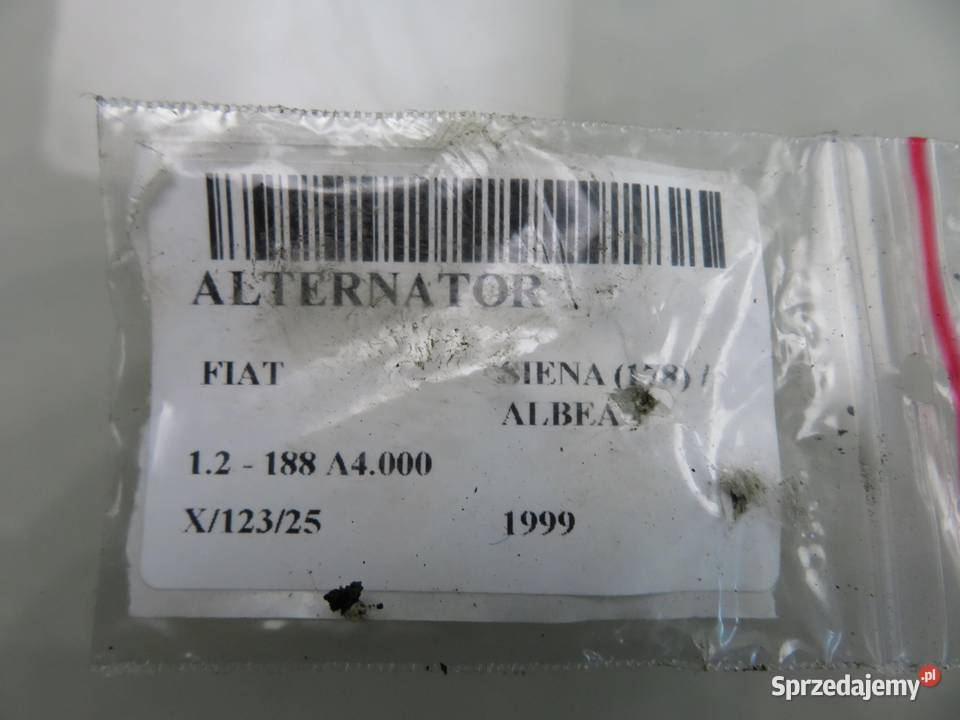 ALTERNATOR
FIAT SIENA (178) /
ALBEA
1.2 - 188 A4.000
X/123/25 1999
Sprzedajemy.pl